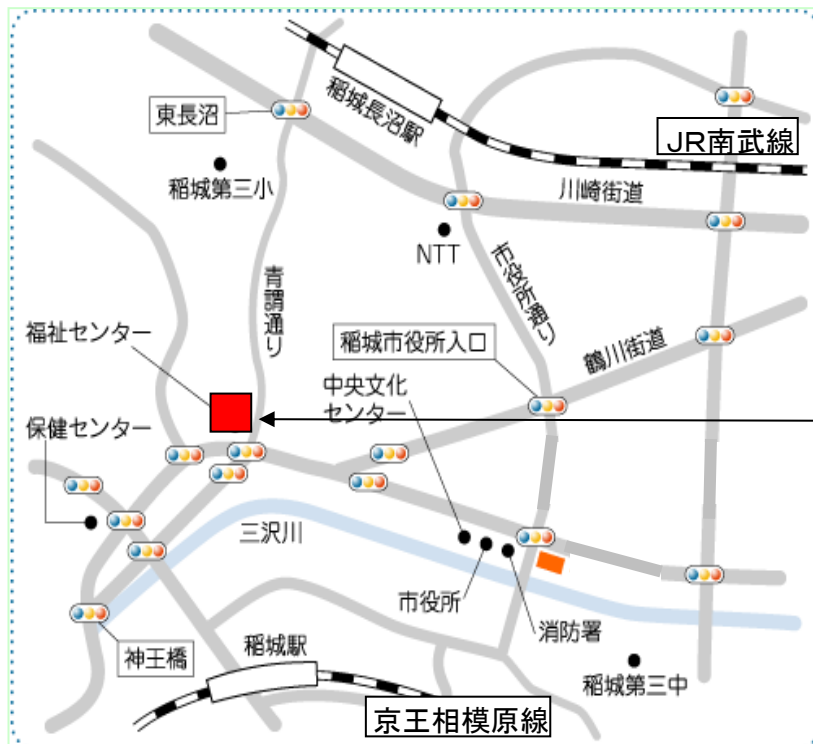 東長沼
稲城長沼駅
JR南武線
稲城第三小
川崎街道
NTT
青謂通り
市役所通り
福祉センター
稲城市役所入口
鶴川街道
中央文化
センター
保健センター
三沢川
市役所
消防署
神王橋
稲城駅
稲城第三中
京王相模原線